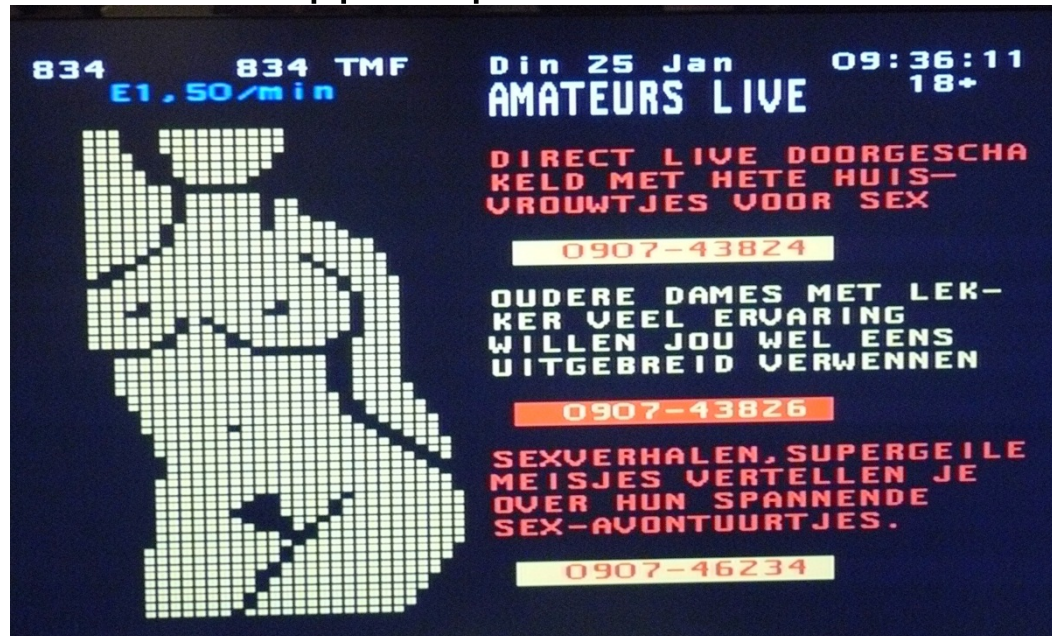 834 834 TMF Din 25 Jan 09:36:11
E1,50/min AMATEURS LIVE 18+
DIRECT LIVE DOORGESCHA
KELD MET HETE HUIS-
VROUWTJES VOOR SEX
0907-43824
OUDERE DAMES MET LEK-
KER VEEL ERVARING
WILLEN JOU WEL EENS
UITGEBREID VERWENNEN
0907-43826
SEXVERHALEN,SUPERGEILE
MEISJES VERTELLEN JE
OVER HUN SPANNENDE
SEX-AVONTUURTJES.
0907-46234